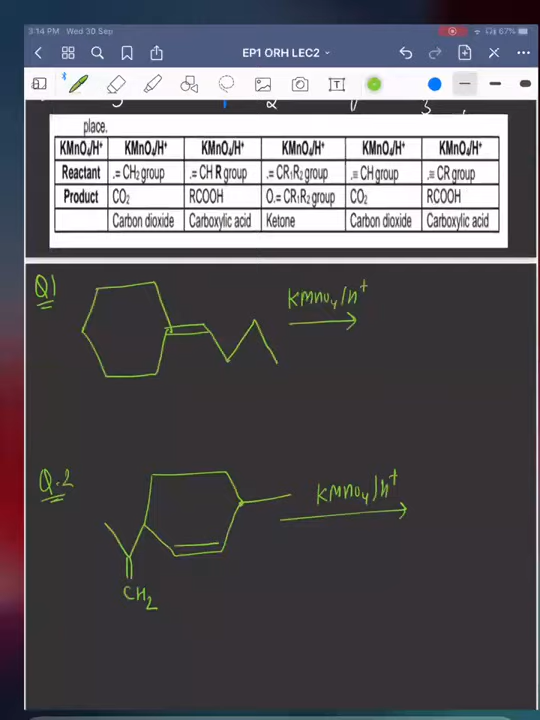 3:14 PM Wed 30 Sep
67%
EP1 ORH LEC2
place.
KMnO₄/H⁺ KMnO₄/H⁺ KMnO₄/H⁺ KMnO₄/H⁺ KMnO₄/H⁺ KMnO₄/H⁺
Reactant .= CH₂ group .= CH R group .= CR₁R₂ group .≡ CH group .≡ CR group
Product CO₂ RCOOH O.= CR₁R₂ group CO₂ RCOOH
Carbon dioxide Carboxylic acid Ketone Carbon dioxide Carboxylic acid
Q1
KMnO₄/H⁺
Q.2
KMnO₄/H⁺
CH₂